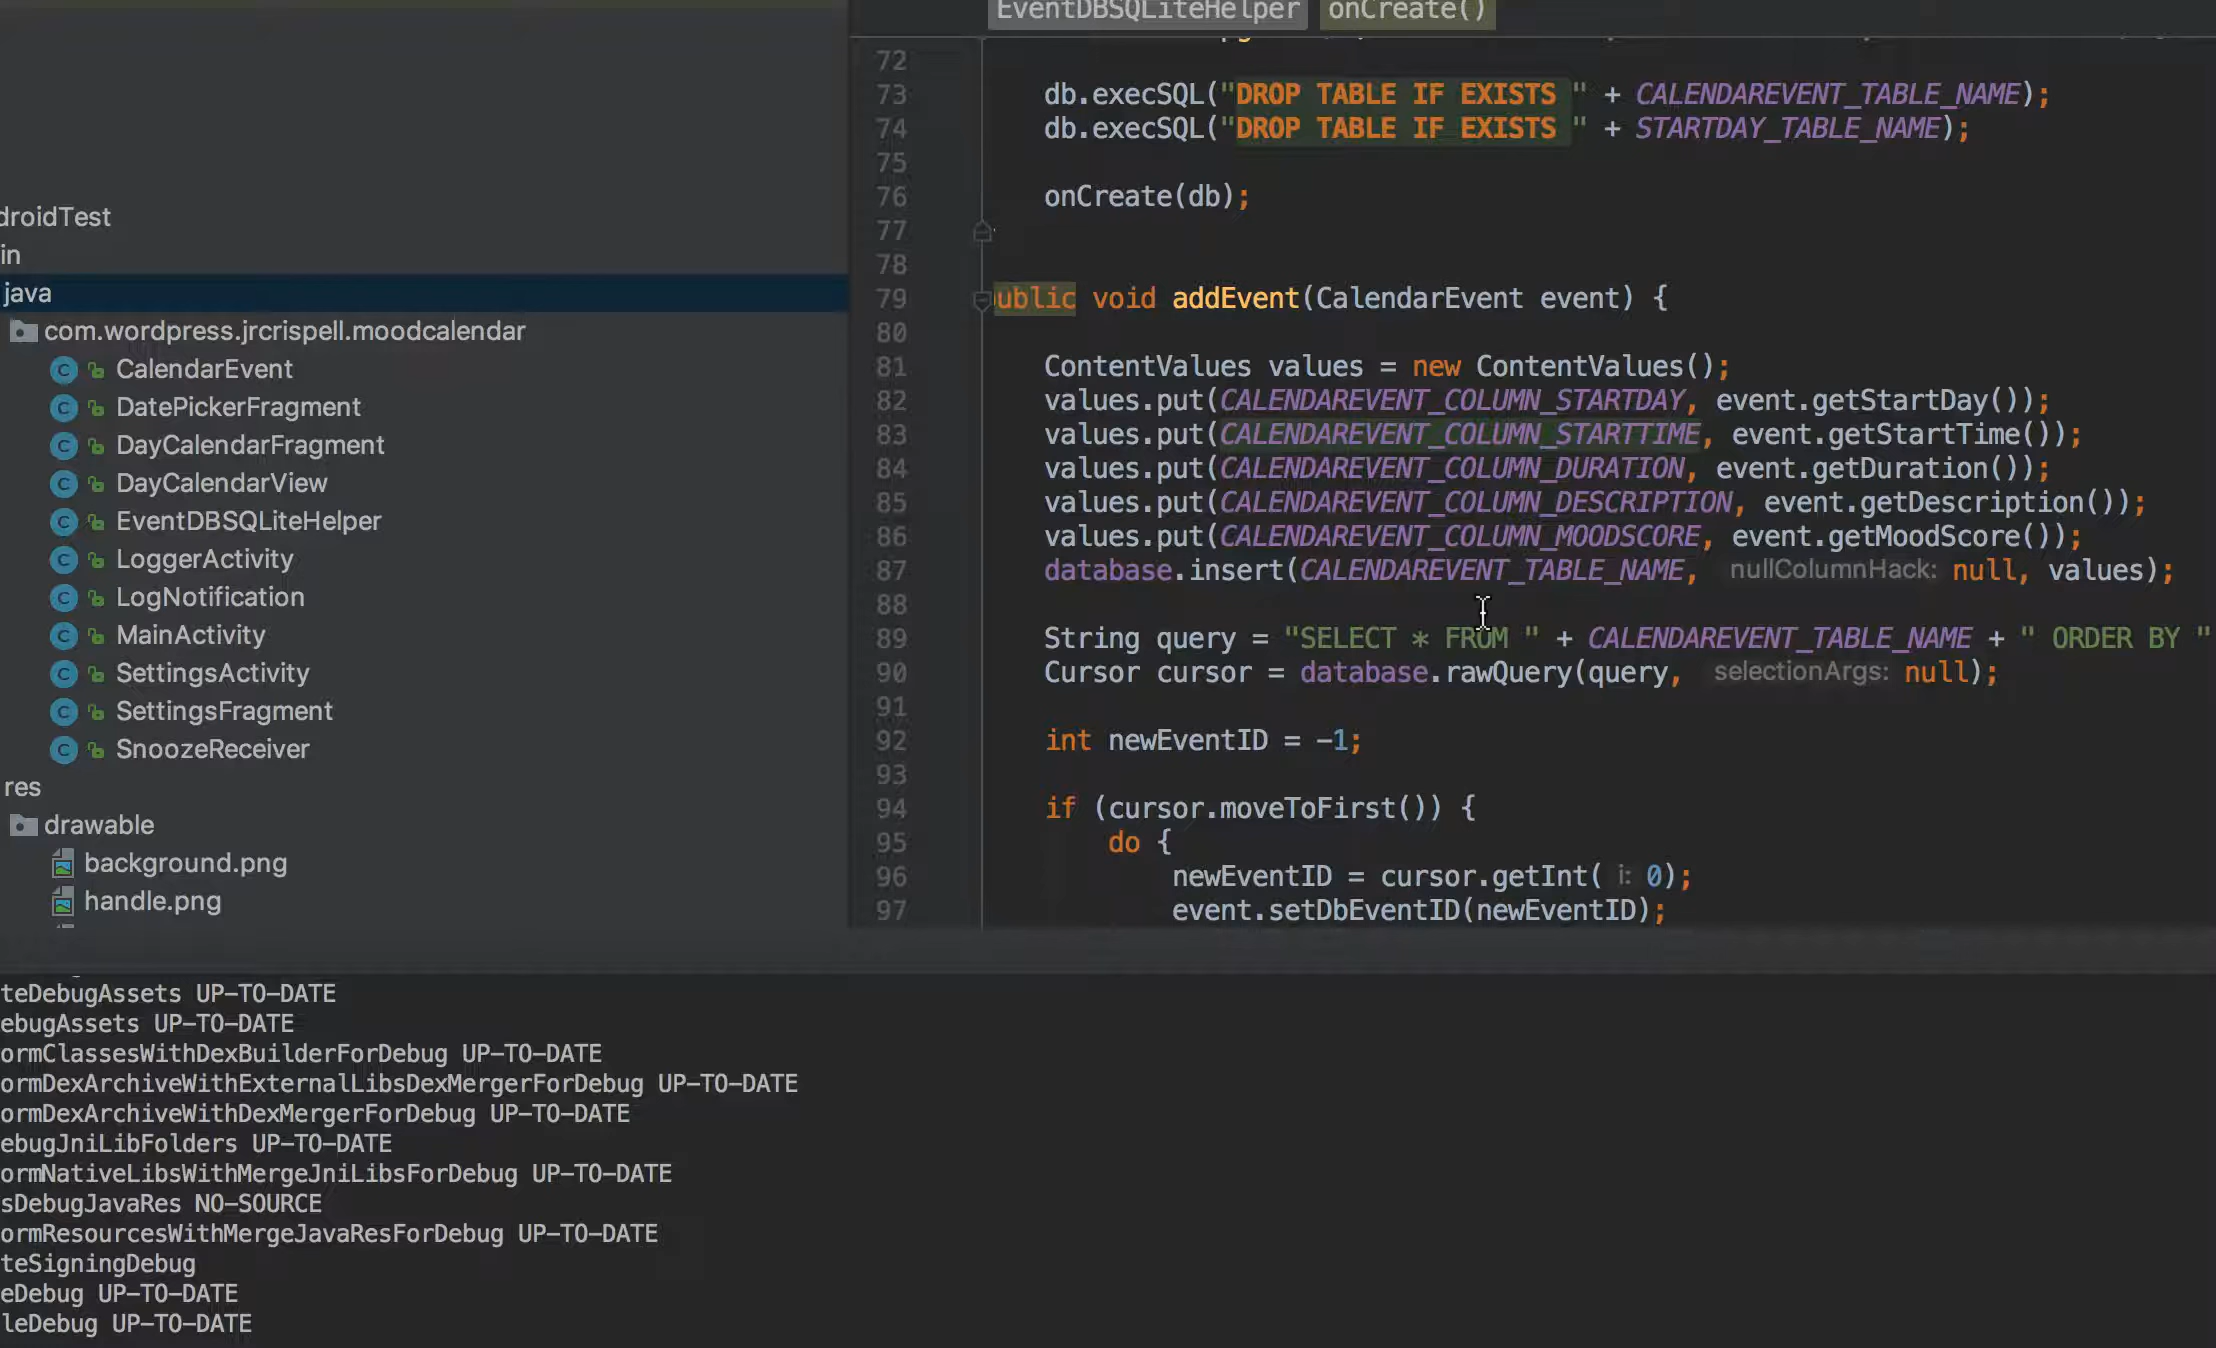 droidTest
in
java
com.wordpress.jrcrispell.moodcalendar
CalendarEvent
DatePickerFragment
DayCalendarFragment
DayCalendarView
EventDBSQLiteHelper
LoggerActivity
LogNotification
MainActivity
SettingsActivity
SettingsFragment
SnoozeReceiver
res
drawable
background.png
handle.png
EventDBSQLiteHelper onCreate()
72
73 db.execSQL("DROP TABLE IF EXISTS " + CALENDAREVENT_TABLE_NAME);
74 db.execSQL("DROP TABLE IF EXISTS " + STARTDAY_TABLE_NAME);
75
76 onCreate(db);
77
78
79 ublic void addEvent(CalendarEvent event) {
80
81 ContentValues values = new ContentValues();
82 values.put(CALENDAREVENT_COLUMN_STARTDAY, event.getStartDay());
83 values.put(CALENDAREVENT_COLUMN_STARTTIME, event.getStartTime());
84 values.put(CALENDAREVENT_COLUMN_DURATION, event.getDuration());
85 values.put(CALENDAREVENT_COLUMN_DESCRIPTION, event.getDescription());
86 values.put(CALENDAREVENT_COLUMN_MOODSCORE, event.getMoodScore());
87 database.insert(CALENDAREVENT_TABLE_NAME, nullColumnHack: null, values);
88
89 String query = "SELECT * FROM " + CALENDAREVENT_TABLE_NAME + " ORDER BY "
90 Cursor cursor = database.rawQuery(query, selectionArgs: null);
91
92 int newEventID = -1;
93
94 if (cursor.moveToFirst()) {
95 do {
96 newEventID = cursor.getInt( i: 0);
97 event.setDbEventID(newEventID);
teDebugAssets UP-TO-DATE
ebugAssets UP-TO-DATE
ormClassesWithDexBuilderForDebug UP-TO-DATE
ormDexArchiveWithExternalLibsDexMergerForDebug UP-TO-DATE
ormDexArchiveWithDexMergerForDebug UP-TO-DATE
ebugJniLibFolders UP-TO-DATE
ormNativeLibsWithMergeJniLibsForDebug UP-TO-DATE
sDebugJavaRes NO-SOURCE
ormResourcesWithMergeJavaResForDebug UP-TO-DATE
teSigningDebug
eDebug UP-TO-DATE
leDebug UP-TO-DATE